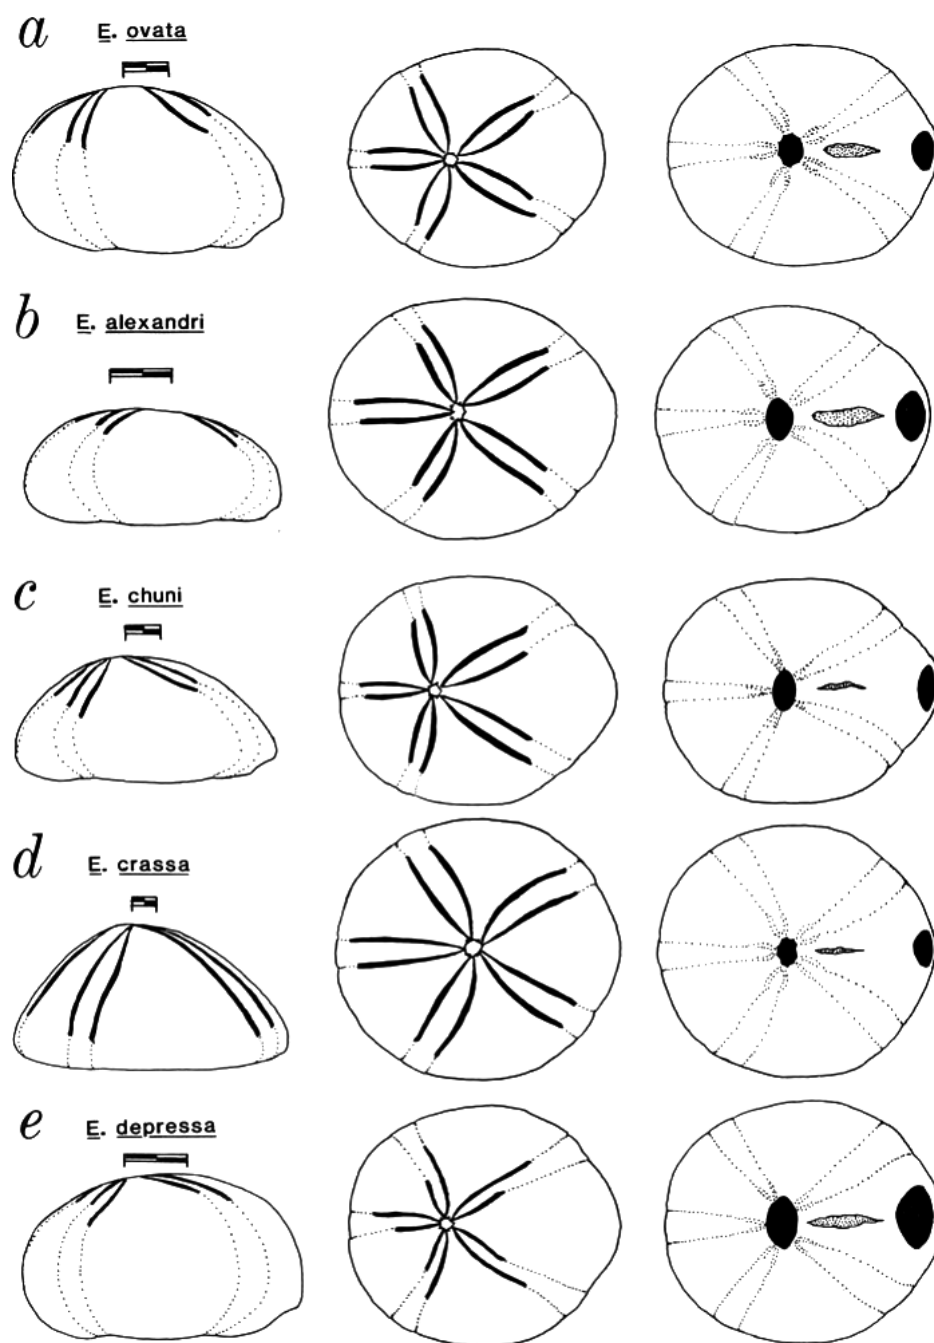 a E. ovata
b E. alexandri
c E. chuni
d E. crassa
e E. depressa